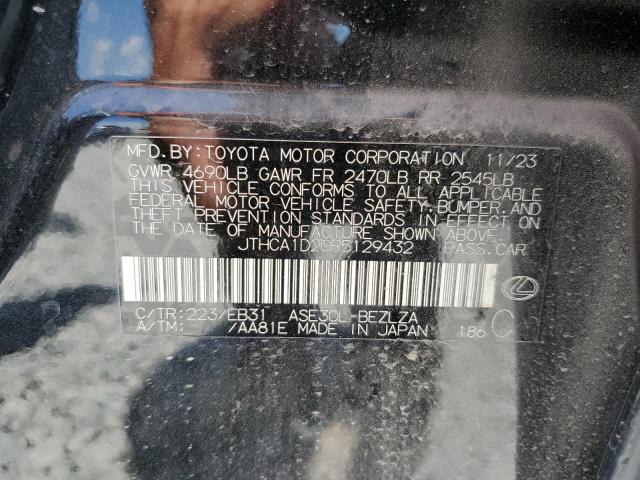 MFD.BY:TOYOTA MOTOR CORPORATION 11/23
GVWR 4690LB GAWR FR 2470LB RR 2545LB
THIS VEHICLE CONFORMS TO ALL APPLICABLE
FEDERAL MOTOR VEHICLE SAFETY,BUMPER,AND
THEFT PREVENTION STANDARDS IN EFFECT ON
THE DATE OF MANUFACTURE SHOWN ABOVE.
JTHCA1D20R5129432 PASS.CAR
C/TR:223/EB31 ASE30L-BEZLZA
A/TM: /AA81E MADE IN JAPAN 186 C